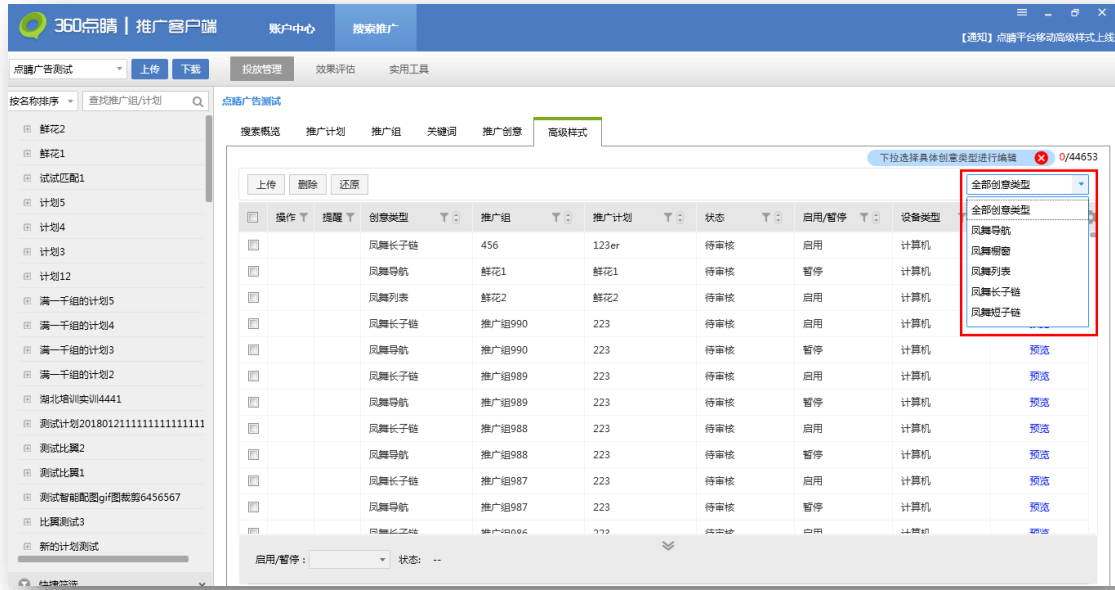 360点睛 | 推广客户端
账户中心
搜索推广
【通知】点睛平台移动高级样式上线
点睛广告测试
上传
下载
投放管理
效果评估
实用工具
按名称排序
查找推广组/计划
鲜花2
鲜花1
试试匹配1
计划5
计划4
计划3
计划12
满一千组的计划5
满一千组的计划4
满一千组的计划3
满一千组的计划2
湖北培训实训4441
测试比翼2
测试比翼1
测试智能配图gif图裁剪6456567
比翼测试3
新的计划测试
快捷筛选
点睛广告测试
搜索概览 推广计划 推广组 关键词 推广创意 高级样式
下拉选择具体创意类型进行编辑 0/44653
上传 删除 还原
全部创意类型
全部创意类型
凤舞导航
凤舞橱窗
凤舞列表
凤舞长子链
凤舞短子链
操作 提醒 创意类型 推广组 推广计划 状态 启用/暂停 设备类型
凤舞长子链 456 123er 待审核 启用 计算机
凤舞导航 鲜花1 鲜花1 待审核 暂停 计算机
凤舞列表 鲜花2 鲜花2 待审核 启用 计算机
凤舞长子链 推广组990 223 待审核 启用 计算机
凤舞导航 推广组990 223 待审核 暂停 计算机 预览
凤舞长子链 推广组989 223 待审核 启用 计算机 预览
凤舞导航 推广组989 223 待审核 暂停 计算机 预览
凤舞长子链 推广组988 223 待审核 启用 计算机 预览
凤舞导航 推广组988 223 待审核 暂停 计算机 预览
凤舞长子链 推广组987 223 待审核 启用 计算机 预览
凤舞导航 推广组987 223 待审核 暂停 计算机 预览
凤舞长子链 推广组986 223 待审核 启用 计算机 预览
启用/暂停: 状态: --